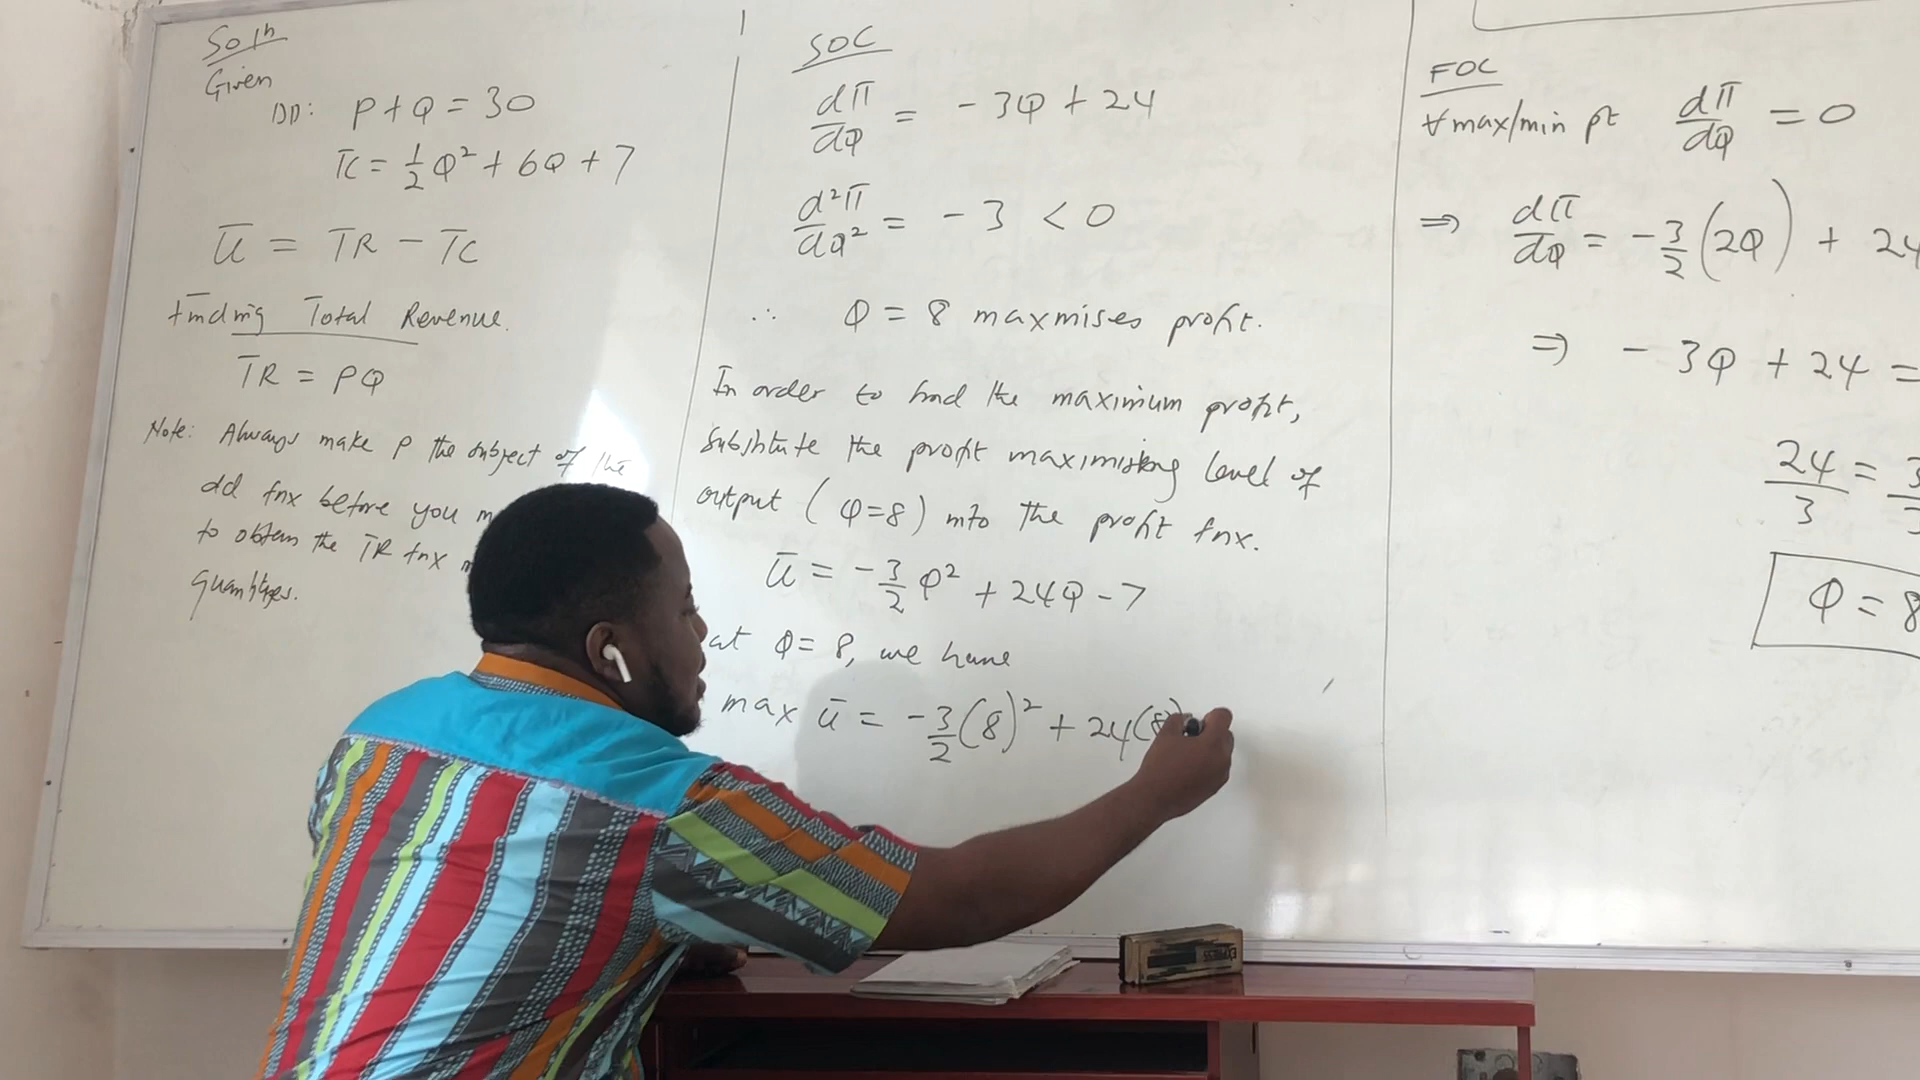 Soln
Given
DD: P + Q = 30
TC = 1/2 Q² + 6Q + 7
π = TR - TC
Finding Total Revenue.
TR = PQ
Note: Always make P the subject of the
dd fnx before you
to obtain the TR fnx
quantities.
SOC
dπ/dQ = -3Q + 24
d²π/dQ² = -3 < 0
∴ Q = 8 maxmises profit.
In order to find the maximum profit,
substitute the profit maximising level of
output (Q=8) into the profit fnx.
π = -3/2 Q² + 24Q - 7
at Q = 8, we have
max π = -3/2 (8)² + 24(8)
FOC
∀ max/min pt dπ/dQ = 0
⇒ dπ/dQ = -3/2 (2Q) + 24
⇒ -3Q + 24 =
24/3 = 3
Q = 8
EXPRESS